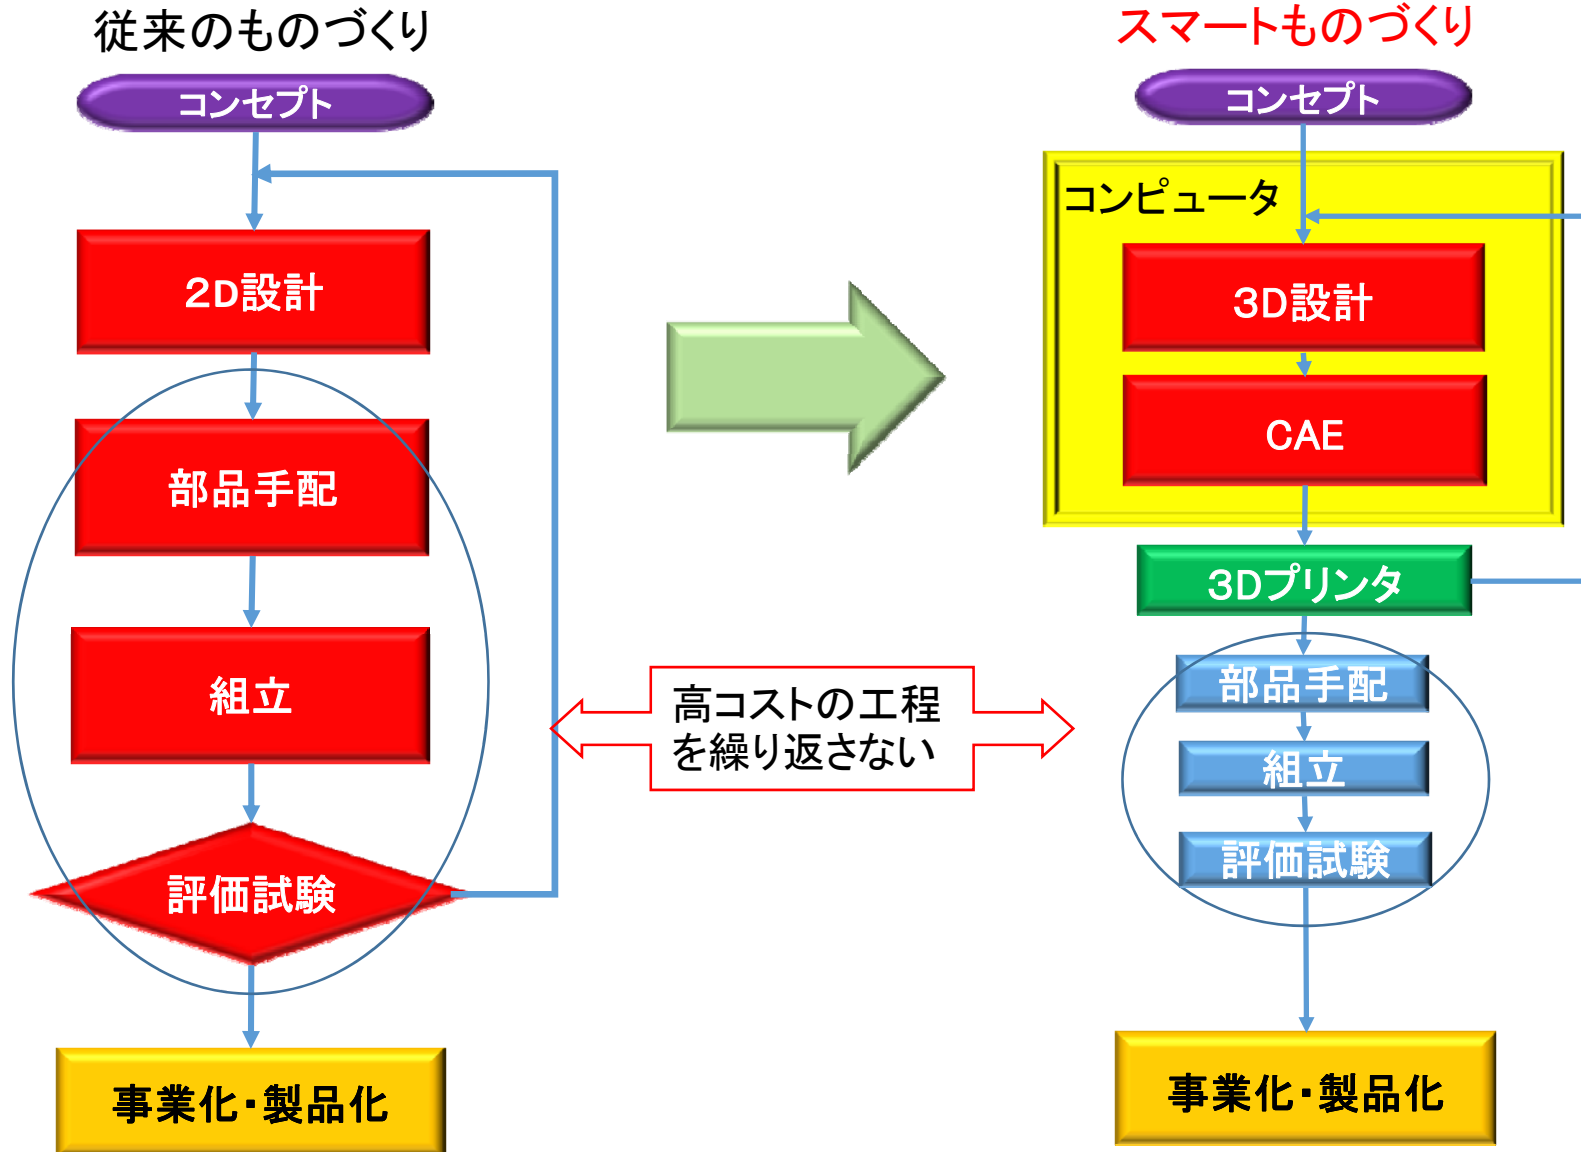 従来のものづくり
コンセプト
２D設計
部品手配
組立
評価試験
事業化・製品化
高コストの工程
を繰り返さない
スマートものづくり
コンセプト
コンピュータ
３D設計
CAE
３Dプリンタ
部品手配
組立
評価試験
事業化・製品化